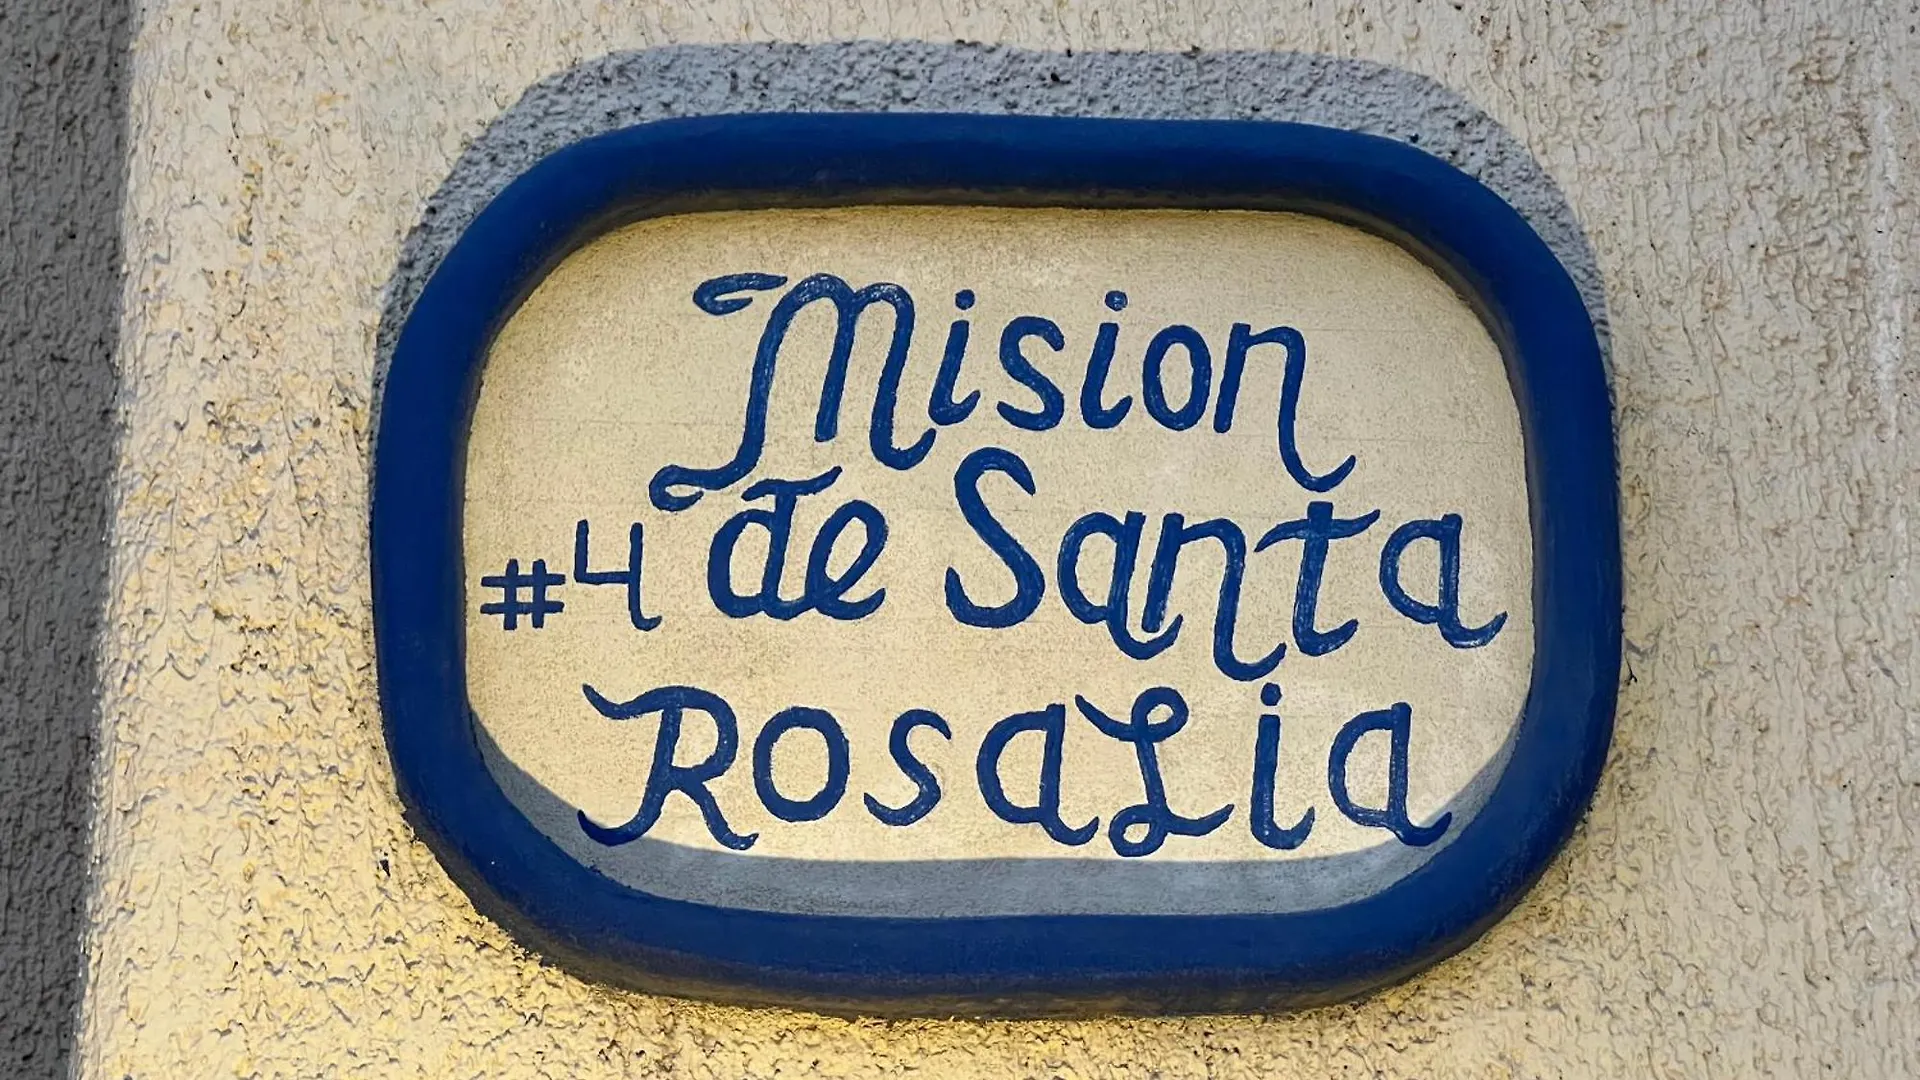 Mision
#4 de Santa
RosaLia